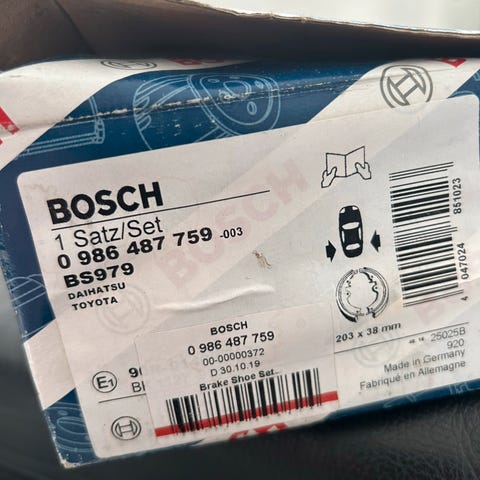 BOSCH
1 Satz/Set
0 986 487 759 -003
BS979
DAIHATSU
TOYOTA
203 x 38 mm
25025B
920
Made in Germany
Fabriqué en Allemagne
4 047024 851023
E1
BOSCH
0 986 487 759
00-00000372
D 30.10.19
Brake Shoe Set..